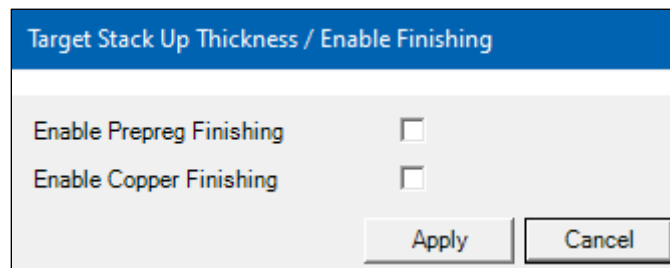 Target Stack Up Thickness / Enable Finishing
Enable Prepreg Finishing
Enable Copper Finishing
Apply Cancel